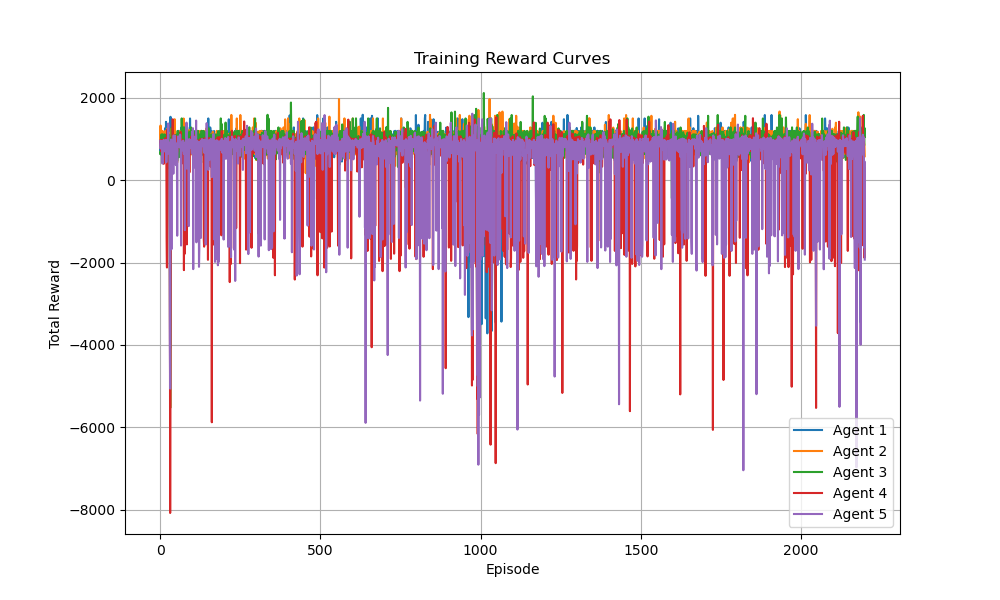 Training Reward Curves
2000
0
−2000
−4000
−6000
−8000
Total Reward
0
500
1000
1500
2000
Episode
Agent 1
Agent 2
Agent 3
Agent 4
Agent 5